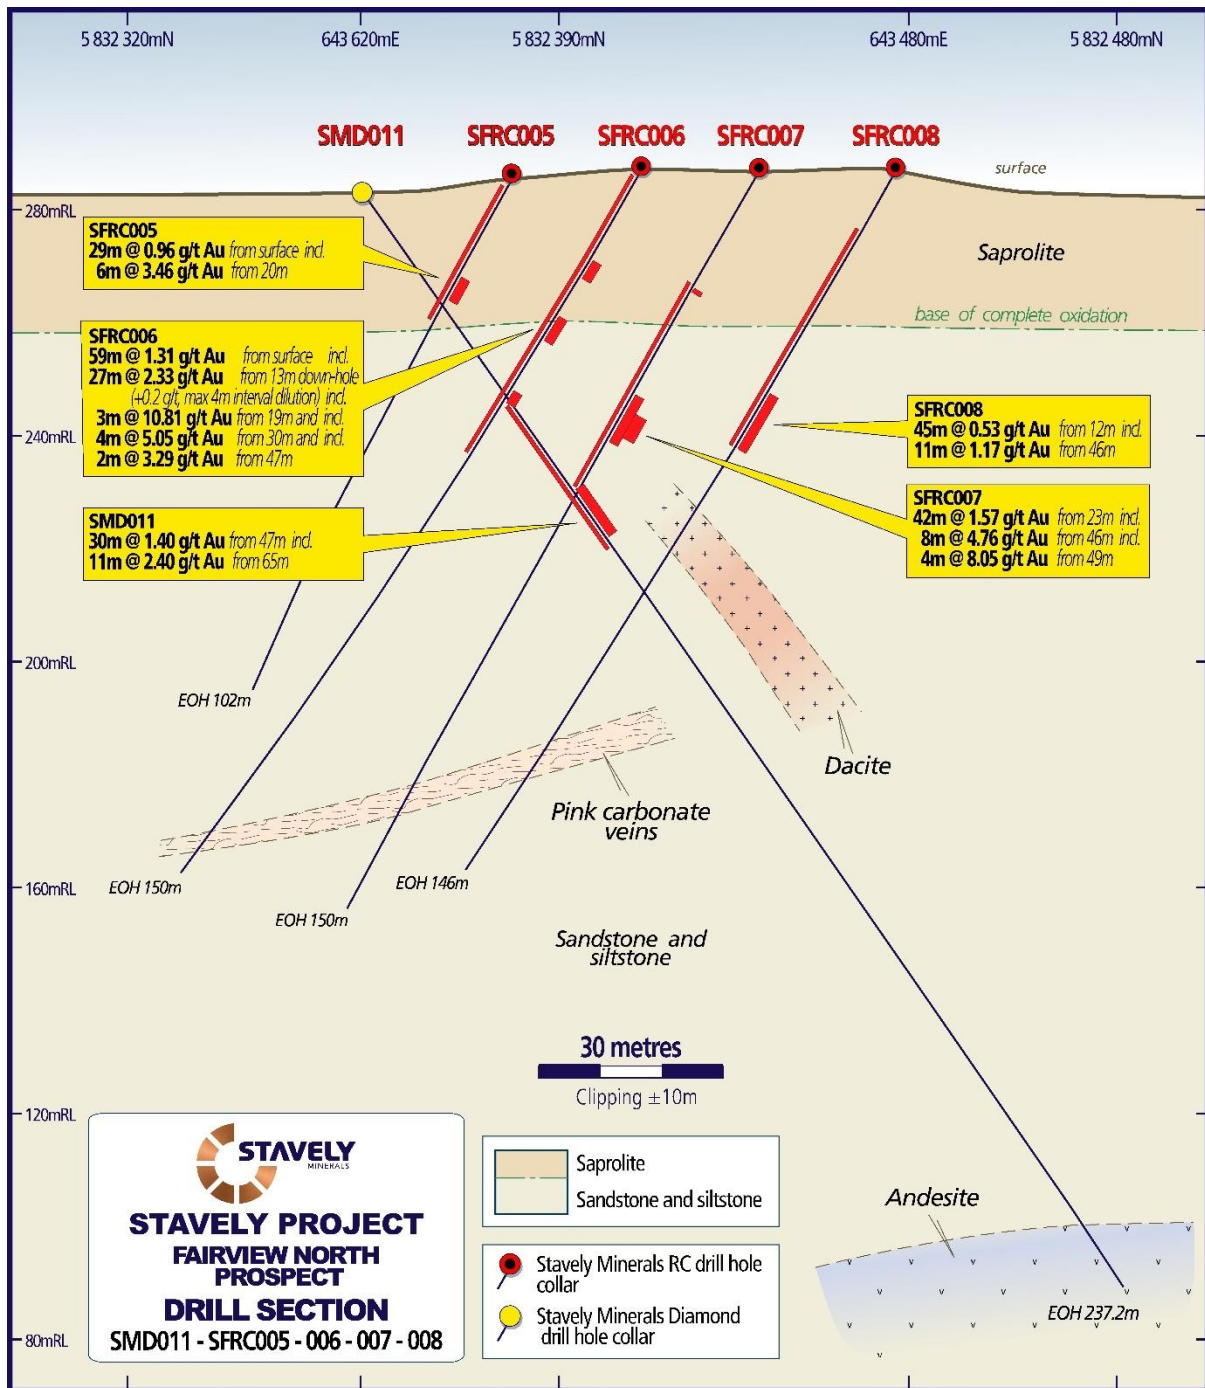 5 832 320mN
643 620mE
5 832 390mN
643 480mE
5 832 480mN
SMD011
SFRC005
SFRC006
SFRC007
SFRC008
surface
280mRL
SFRC005
29m @ 0.96 g/t Au from surface incl.
6m @ 3.46 g/t Au from 20m
Saprolite
base of complete oxidation
SFRC006
59m @ 1.31 g/t Au from surface incl.
27m @ 2.33 g/t Au from 13m down-hole
(+0.2 g/t, max 4m interval dilution) incl.
3m @ 10.81 g/t Au from 19m and incl.
4m @ 5.05 g/t Au from 30m and incl.
2m @ 3.29 g/t Au from 47m
240mRL
SFRC008
45m @ 0.53 g/t Au from 12m incl.
11m @ 1.17 g/t Au from 46m
SFRC007
42m @ 1.57 g/t Au from 23m incl.
8m @ 4.76 g/t Au from 46m incl.
4m @ 8.05 g/t Au from 49m
SMD011
30m @ 1.40 g/t Au from 47m incl.
11m @ 2.40 g/t Au from 65m
200mRL
EOH 102m
Dacite
Pink carbonate
veins
160mRL
EOH 150m
EOH 150m
EOH 146m
Sandstone and
siltstone
30 metres
Clipping ±10m
120mRL
STAVELY
MINERALS
STAVELY PROJECT
FAIRVIEW NORTH
PROSPECT
DRILL SECTION
SMD011 - SFRC005 - 006 - 007 - 008
Saprolite
Sandstone and siltstone
Stavely Minerals RC drill hole
collar
Stavely Minerals Diamond
drill hole collar
Andesite
EOH 237.2m
80mRL